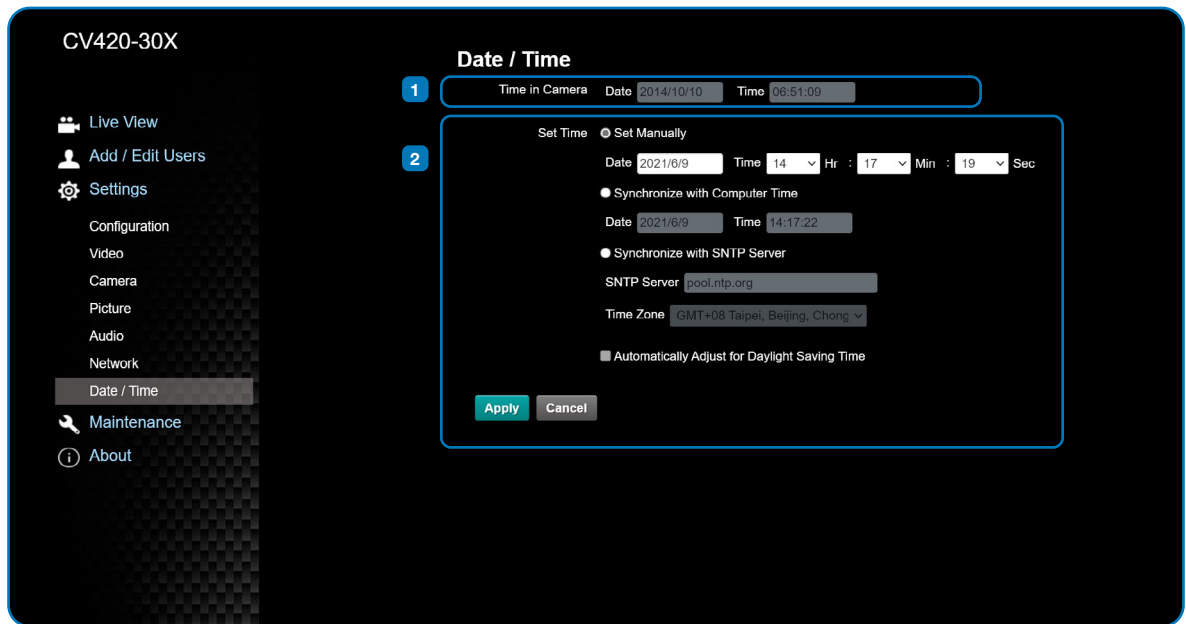 CV420-30X
Live View
Add / Edit Users
Settings
Configuration
Video
Camera
Picture
Audio
Network
Date / Time
Maintenance
About
Date / Time
1
Time in Camera Date 2014/10/10 Time 06:51:09
2
Set Time Set Manually
Date 2021/6/9 Time 14 Hr : 17 Min : 19 Sec
Synchronize with Computer Time
Date 2021/6/9 Time 14:17:22
Synchronize with SNTP Server
SNTP Server pool.ntp.org
Time Zone GMT+08 Taipei, Beijing, Chong
Automatically Adjust for Daylight Saving Time
Apply Cancel